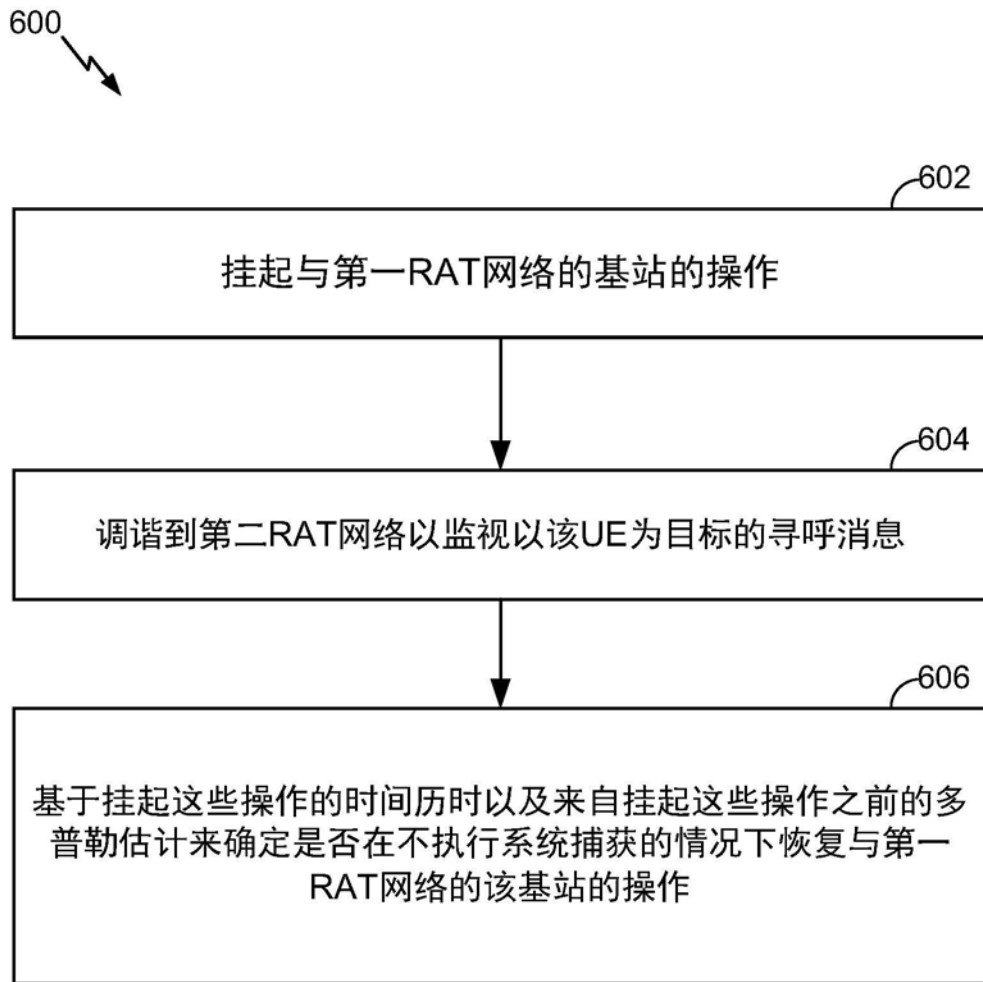 600
602
挂起与第一RAT网络的基站的操作
604
调谐到第二RAT网络以监视以该UE为目标的寻呼消息
606
基于挂起这些操作的时间历时以及来自挂起这些操作之前的多
普勒估计来确定是否在不执行系统捕获的情况下恢复与第一
RAT网络的该基站的操作